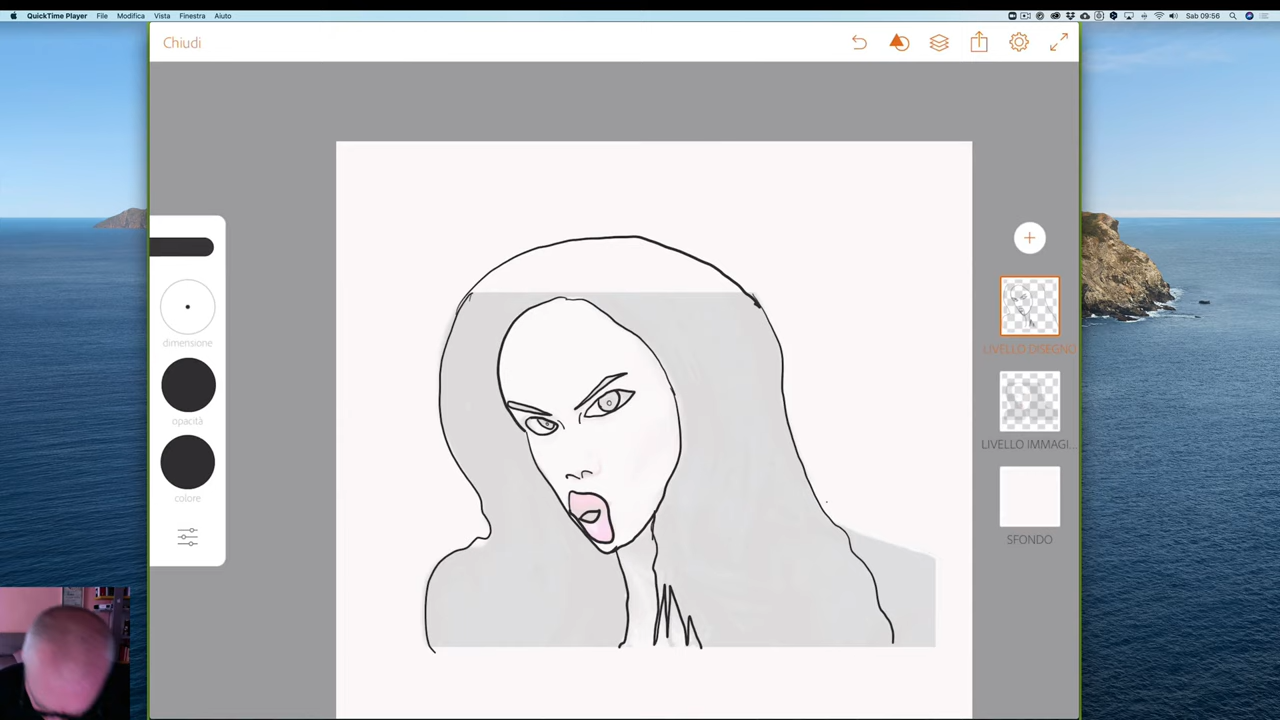 QuickTime Player File Modifica Vista Finestra Aiuto
Sab 09:56
Chiudi
dimensione
opacità
colore
LIVELLO DISEGNO
LIVELLO IMMAGI...
SFONDO